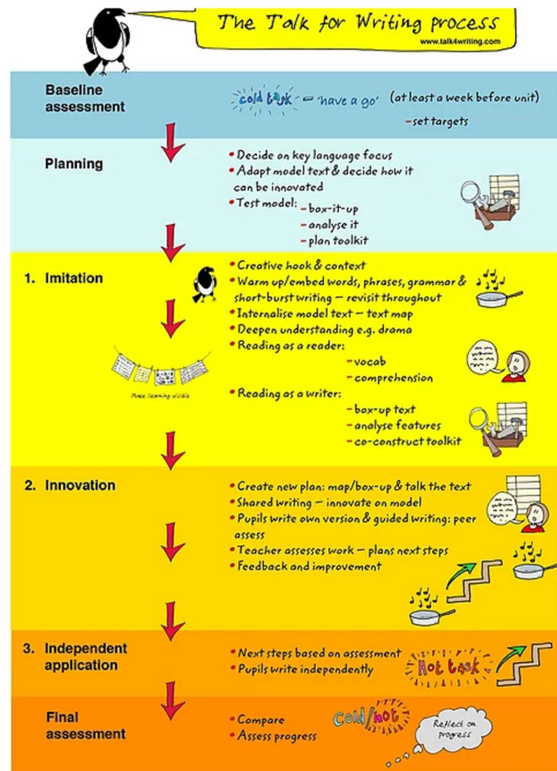 The Talk for Writing process
www.talk4writing.com
Baseline
assessment
cold task – 'have a go' (at least a week before unit)
– set targets
Planning
• Decide on key language focus
• Adapt model text & decide how it
can be innovated
• Test model: – box-it-up
– analyse it
– plan toolkit
1. Imitation
• Creative hook & context
• Warm up/embed words, phrases, grammar &
short-burst writing – revisit throughout
• Internalise model text – text map
• Deepen understanding e.g. drama
• Reading as a reader:
– vocab
– comprehension
Make learning visible
• Reading as a writer:
– box-up text
– analyse features
– co-construct toolkit
2. Innovation
• Create new plan: map/box-up & talk the text
• Shared writing – innovate on model
• Pupils write own version & guided writing: peer
assess
• Teacher assesses work – plans next steps
• Feedback and improvement
3. Independent
application
• Next steps based on assessment
• Pupils write independently
Hot task
Final
assessment
• Compare
• Assess progress
Cold/hot
Reflect on
progress